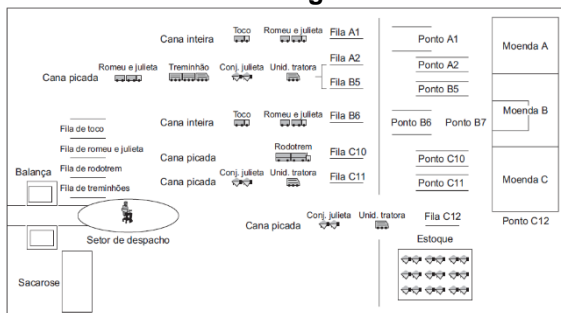 Toco Romeu e julieta Fila A1 Ponto A1 Moenda A
Cana inteira
Romeu e julieta Treminhão Conj. julieta Unid. tratora Fila A2 Ponto A2
Cana picada Fila B5 Ponto B5
Toco Romeu e julieta Fila B6 Ponto B6 Ponto B7 Moenda B
Cana inteira
Fila de toco
Fila de romeu e julieta
Rodotrem
Cana picada Fila C10 Ponto C10
Fila de rodotrem
Balança
Conj. julieta Unid. tratora Fila C11 Ponto C11 Moenda C
Cana picada
Fila de treminhões
Conj. julieta Unid. tratora Fila C12 Ponto C12
Cana picada
Setor de despacho Estoque
Sacarose